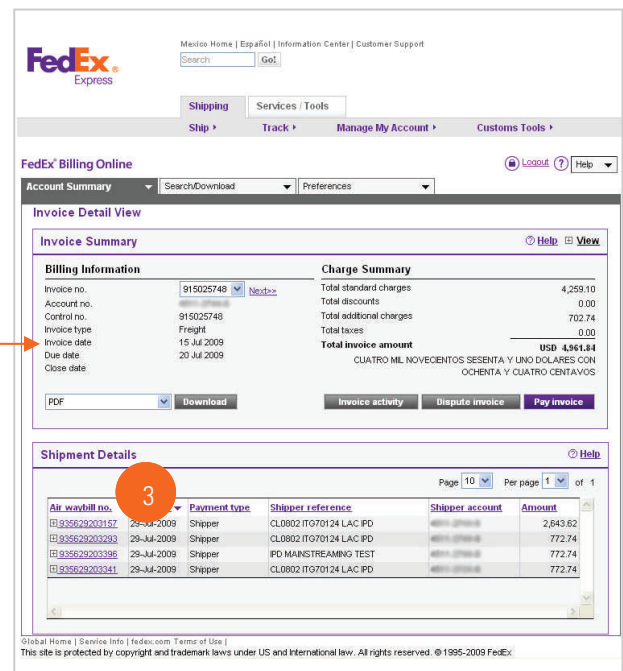 Mexico Home | Español | Information Center | Customer Support
FedEx®
Express
Search Go!
Shipping Services / Tools
Ship Track Manage My Account Customs Tools
FedEx® Billing Online
Logout ? Help
Account Summary Search/Download Preferences
Invoice Detail View
Invoice Summary
? Help View
Billing Information Charge Summary
Invoice no. 915025748 Next>> Total standard charges 4,259.10
Account no. Total discounts 0.00
Control no. 915025748 Total additional charges 702.74
Invoice type Freight Total taxes 0.00
Invoice date 15 Jul 2009 Total invoice amount USD 4,961.84
Due date 20 Jul 2009 CUATRO MIL NOVECIENTOS SESENTA Y UNO DOLARES CON
Close date OCHENTA Y CUATRO CENTAVOS
PDF Download Invoice activity Dispute invoice Pay invoice
Shipment Details ? Help
Page 10 Per page 1 of 1
3
Air waybill no. Payment type Shipper reference Shipper account Amount
935629203157 29-Jul-2009 Shipper CL0802 ITG70124 LAC IPD 2,643.62
935629203293 29-Jul-2009 Shipper CL0802 ITG70124 LAC IPD 772.74
935629203396 29-Jul-2009 Shipper IPD MAINSTREAMING TEST 772.74
935629203341 29-Jul-2009 Shipper CL0802 ITG70124 LAC IPD 772.74
Global Home | Service Info | fedex.com Terms of Use |
This site is protected by copyright and trademark laws under US and International law. All rights reserved. © 1995-2009 FedEx